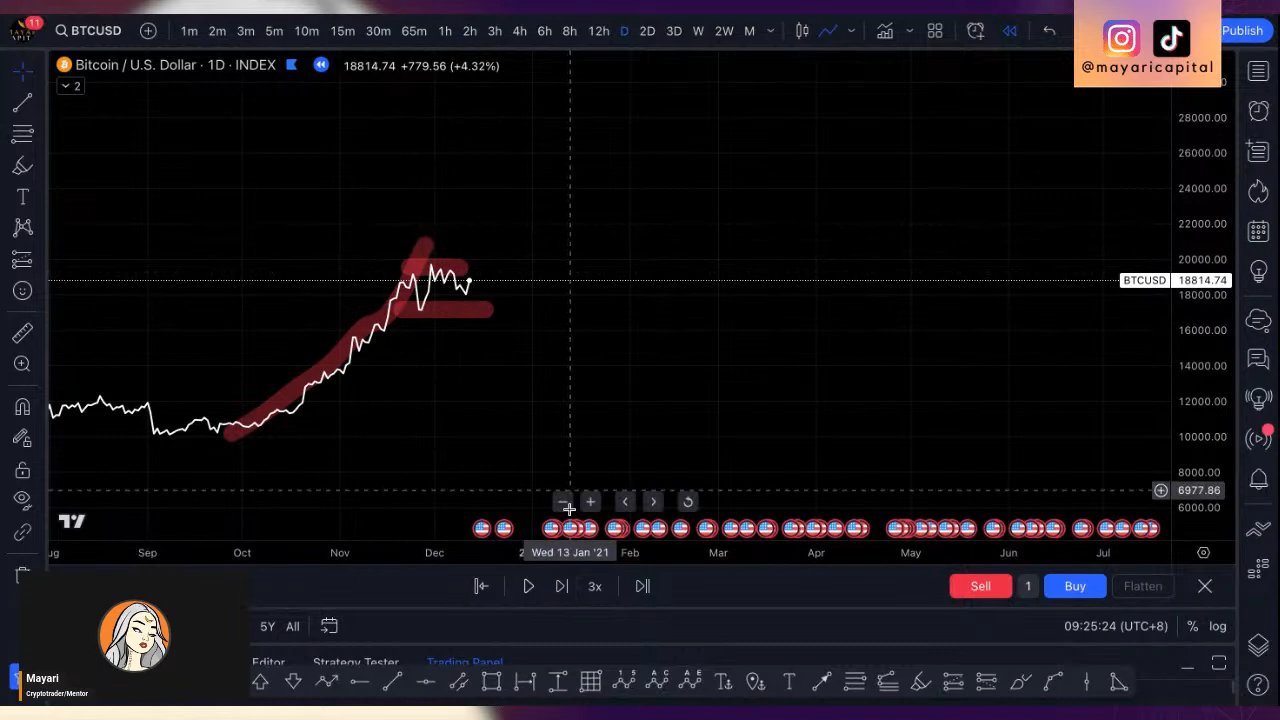 11
BTCUSD
1m 2m 3m 5m 10m 15m 30m 65m 1h 2h 3h 4h 6h 8h 12h D 2D 3D W 2W M
Publish
@mayaricapital
Bitcoin / U.S. Dollar · 1D · INDEX
18814.74 +779.56 (+4.32%)
2
28000.00
26000.00
24000.00
22000.00
20000.00
BTCUSD 18814.74
18000.00
16000.00
14000.00
12000.00
10000.00
8000.00
6977.86
6000.00
Sep Oct Nov Dec Wed 13 Jan '21 Feb Mar Apr May Jun Jul
3x
Sell 1 Buy Flatten
5Y All
09:25:24 (UTC+8) % log
Editor Strategy Tester Trading Panel
Mayari
Cryptotrader/Mentor